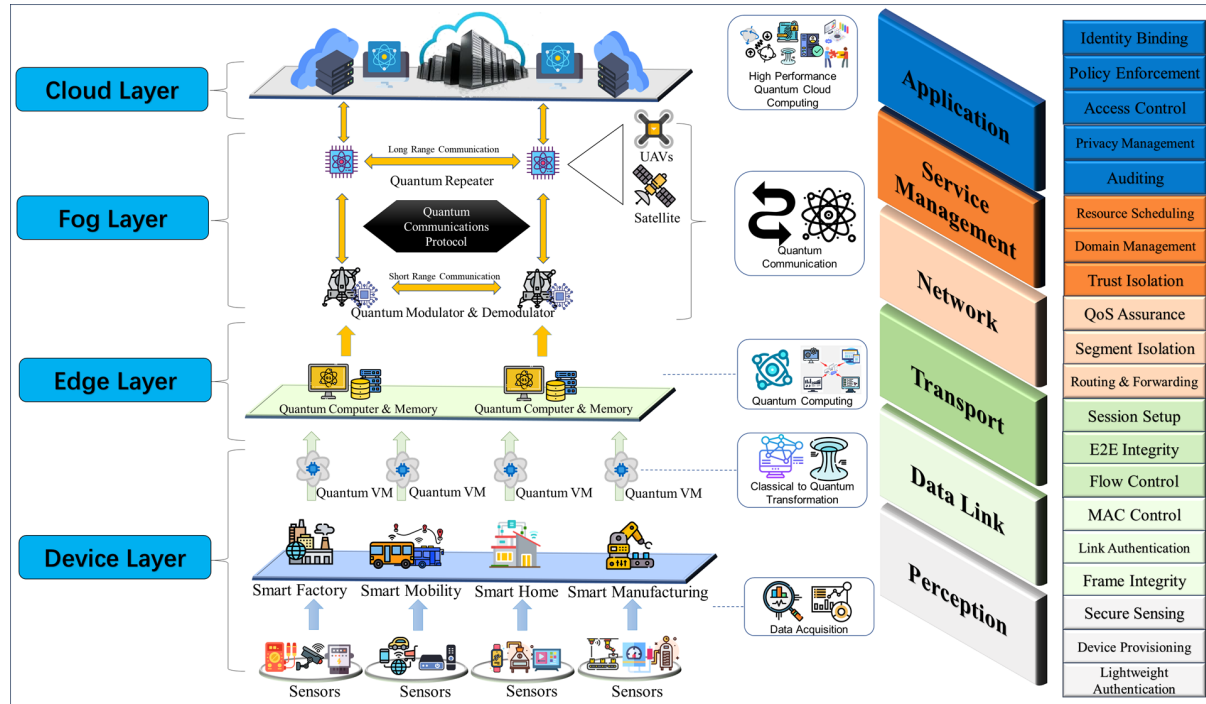 Cloud Layer
Fog Layer
Edge Layer
Device Layer
Long Range Communication
Quantum Repeater
UAVs
Satellite
Quantum
Communications
Protocol
Short Range Communication
Quantum Modulator & Demodulator
Quantum Computer & Memory
Quantum Computer & Memory
Quantum VM
Quantum VM
Quantum VM
Quantum VM
Smart Factory
Smart Mobility
Smart Home
Smart Manufacturing
Sensors
Sensors
Sensors
Sensors
High Performance
Quantum Cloud
Computing
Quantum
Communication
Quantum Computing
Classical to Quantum
Transformation
Data Acquisition
Application
Service
Management
Network
Transport
Data Link
Perception
Identity Binding
Policy Enforcement
Access Control
Privacy Management
Auditing
Resource Scheduling
Domain Management
Trust Isolation
QoS Assurance
Segment Isolation
Routing & Forwarding
Session Setup
E2E Integrity
Flow Control
MAC Control
Link Authentication
Frame Integrity
Secure Sensing
Device Provisioning
Lightweight
Authentication